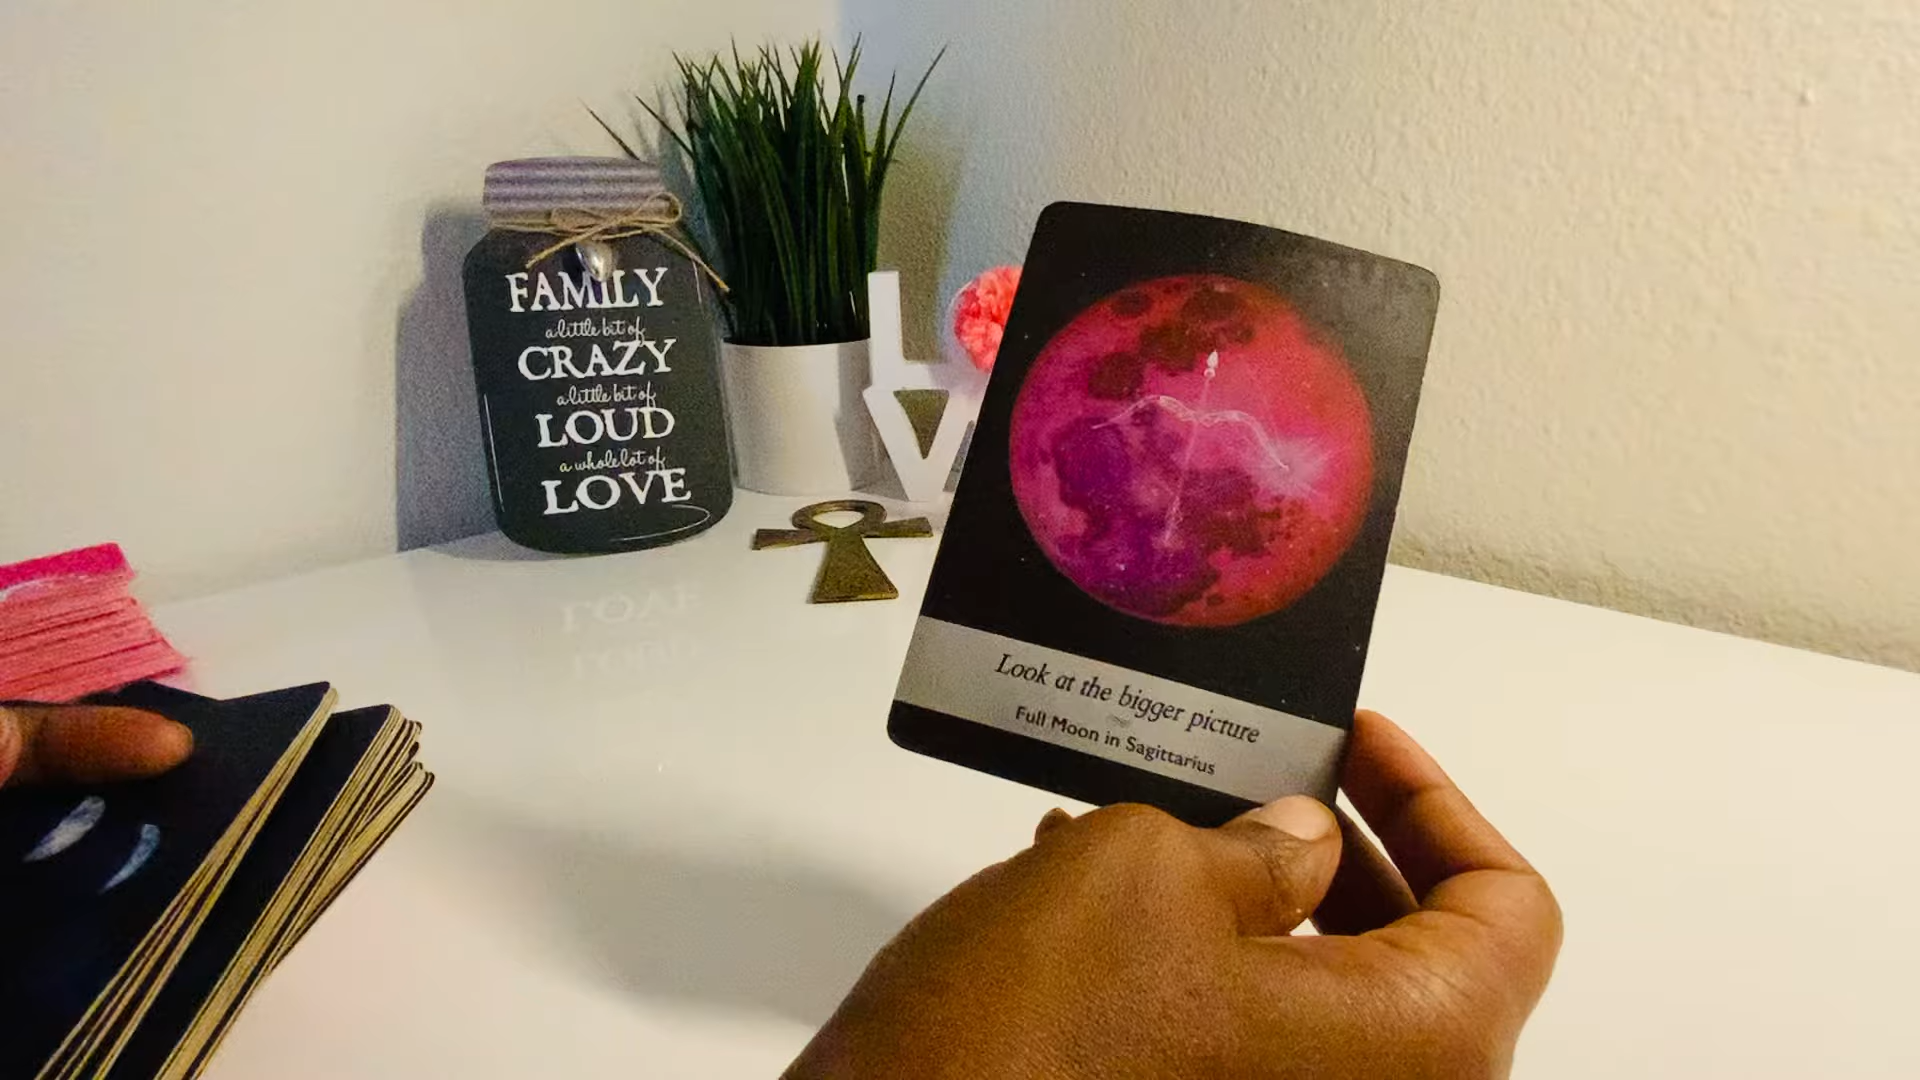 FAMILY
a little bit of
CRAZY
a little bit of
LOUD
a whole lot of
LOVE
L
Look at the bigger picture
Full Moon in Sagittarius